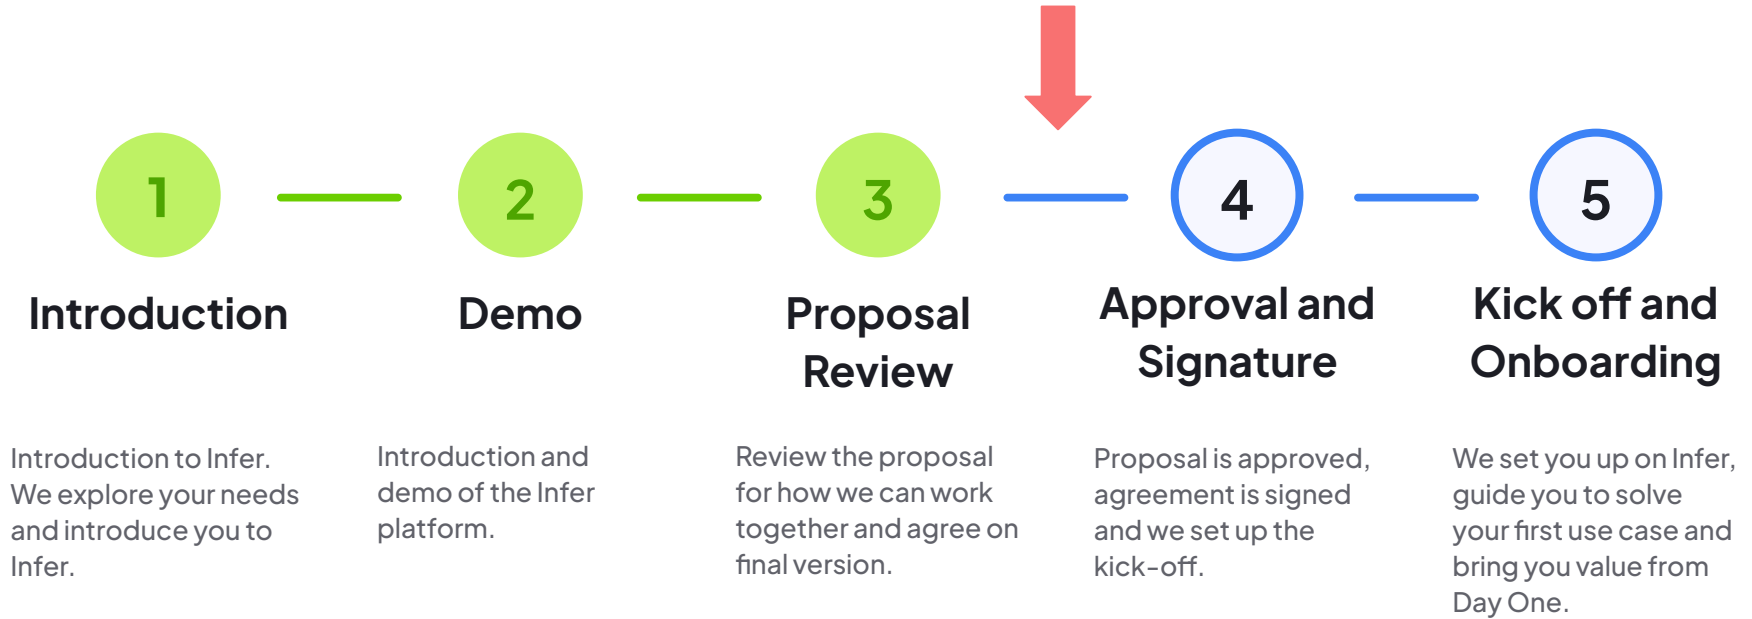 1
2
3
4
5
Introduction
Demo
Proposal
Review
Approval and
Signature
Kick off and
Onboarding
Introduction to Infer.
We explore your needs
and introduce you to
Infer.
Introduction and
demo of the Infer
platform.
Review the proposal
for how we can work
together and agree on
final version.
Proposal is approved,
agreement is signed
and we set up the
kick-off.
We set you up on Infer,
guide you to solve
your first use case and
bring you value from
Day One.